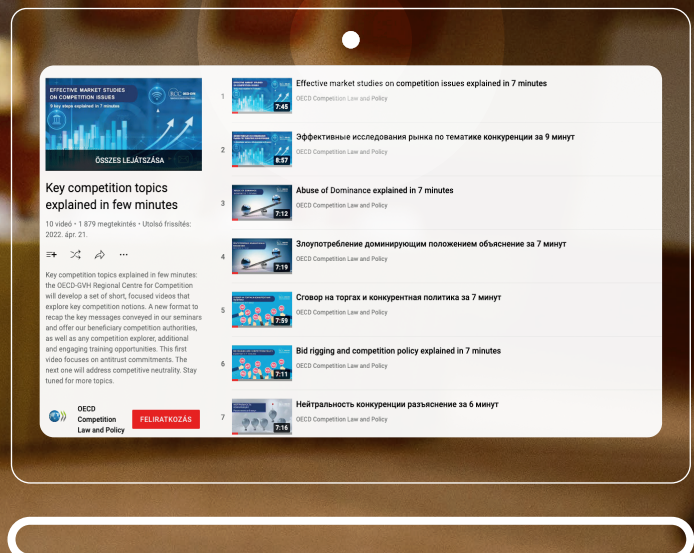 EFFECTIVE MARKET STUDIES
ON COMPETITION ISSUES
9 key steps explained in 7 minutes
ÖSSZES LEJÁTSZÁSA
Key competition topics
explained in few minutes
10 videó • 1 879 megtekintés • Utolsó frissítés:
2022. ápr. 21.
Key competition topics explained in few minutes:
the OECD-GVH Regional Centre for Competition
will develop a set of short, focused videos that
explore key competition notions. A new format to
recap the key messages conveyed in our seminars
and offer our beneficiary competition authorities,
as well as any competition explorer, additional
and engaging training opportunities. This first
video focuses on antitrust commitments. The
next one will address competitive neutrality. Stay
tuned for more topics.
OECD
Competition
Law and Policy
FELIRATKOZÁS
1
7:45
Effective market studies on competition issues explained in 7 minutes
OECD Competition Law and Policy
2
8:57
Эффективные исследования рынка по тематике конкуренции за 9 минут
OECD Competition Law and Policy
3
7:12
Abuse of Dominance explained in 7 minutes
OECD Competition Law and Policy
4
7:19
Злоупотребление доминирующим положением объяснение за 7 минут
OECD Competition Law and Policy
5
7:59
Сговор на торгах и конкурентная политика за 7 минут
OECD Competition Law and Policy
6
7:11
Bid rigging and competition policy explained in 7 minutes
OECD Competition Law and Policy
7
7:16
Нейтральность конкуренции разъяснение за 6 минут
OECD Competition Law and Policy